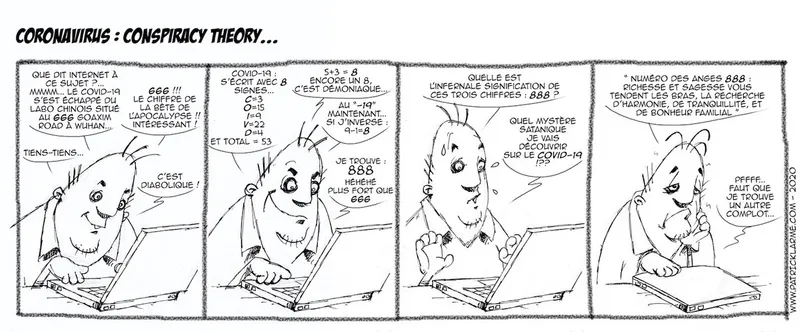 CORONAVIRUS : CONSPIRACY THEORY...
QUE DIT INTERNET À
CE SUJET ?...
MMMM... LE COVID-19
S'EST ÉCHAPPÉ DU
LABO CHINOIS SITUÉ
AU 666 GOAXIM
ROAD À WUHAN...
TIENS-TIENS...
666 !!!
LE CHIFFRE DE
LA BÊTE DE
L'APOCALYPSE !!
INTÉRESSANT !
C'EST
DIABOLIQUE !
COVID-19 :
S'ÉCRIT AVEC 8
SIGNES...
C=3
O=15
I=9
V=22
D=4
ET TOTAL = 53
5+3 = 8
ENCORE UN 8,
C'EST DÉMONIAQUE...
AU "-19"
MAINTENANT...
SI J'INVERSE :
9-1=8
JE TROUVE :
888
HÉHÉHÉ
PLUS FORT QUE
666
QUELLE EST
L'INFERNALE SIGNIFICATION DE
CES TROIS CHIFFRES : 888 ?
QUEL MYSTÈRE
SATANIQUE
JE VAIS
DÉCOUVRIR
SUR LE COVID-19
!??
" NUMÉRO DES ANGES 888 :
RICHESSE ET SAGESSE VOUS
TENDENT LES BRAS, LA RECHERCHE
D'HARMONIE, DE TRANQUILLITÉ, ET
DE BONHEUR FAMILIAL "
PFFFF...
FAUT QUE
JE TROUVE
UN AUTRE
COMPLOT...
WWW.PATRICKLARME.COM - 2020